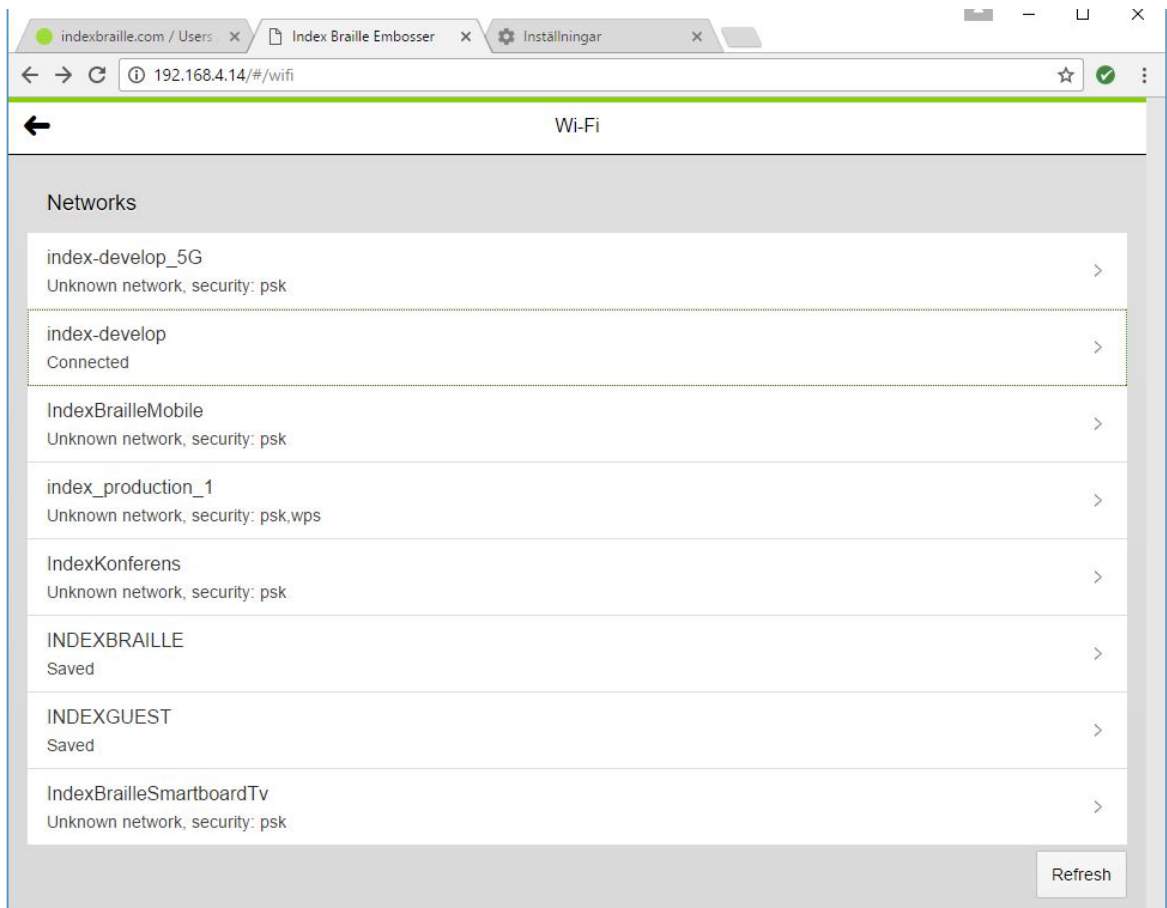 indexbraille.com / Users
Index Braille Embosser
Inställningar
192.168.4.14/#/wifi
Wi-Fi
Networks
index-develop_5G
Unknown network, security: psk
index-develop
Connected
IndexBrailleMobile
Unknown network, security: psk
index_production_1
Unknown network, security: psk,wps
IndexKonferens
Unknown network, security: psk
INDEXBRAILLE
Saved
INDEXGUEST
Saved
IndexBrailleSmartboardTv
Unknown network, security: psk
Refresh